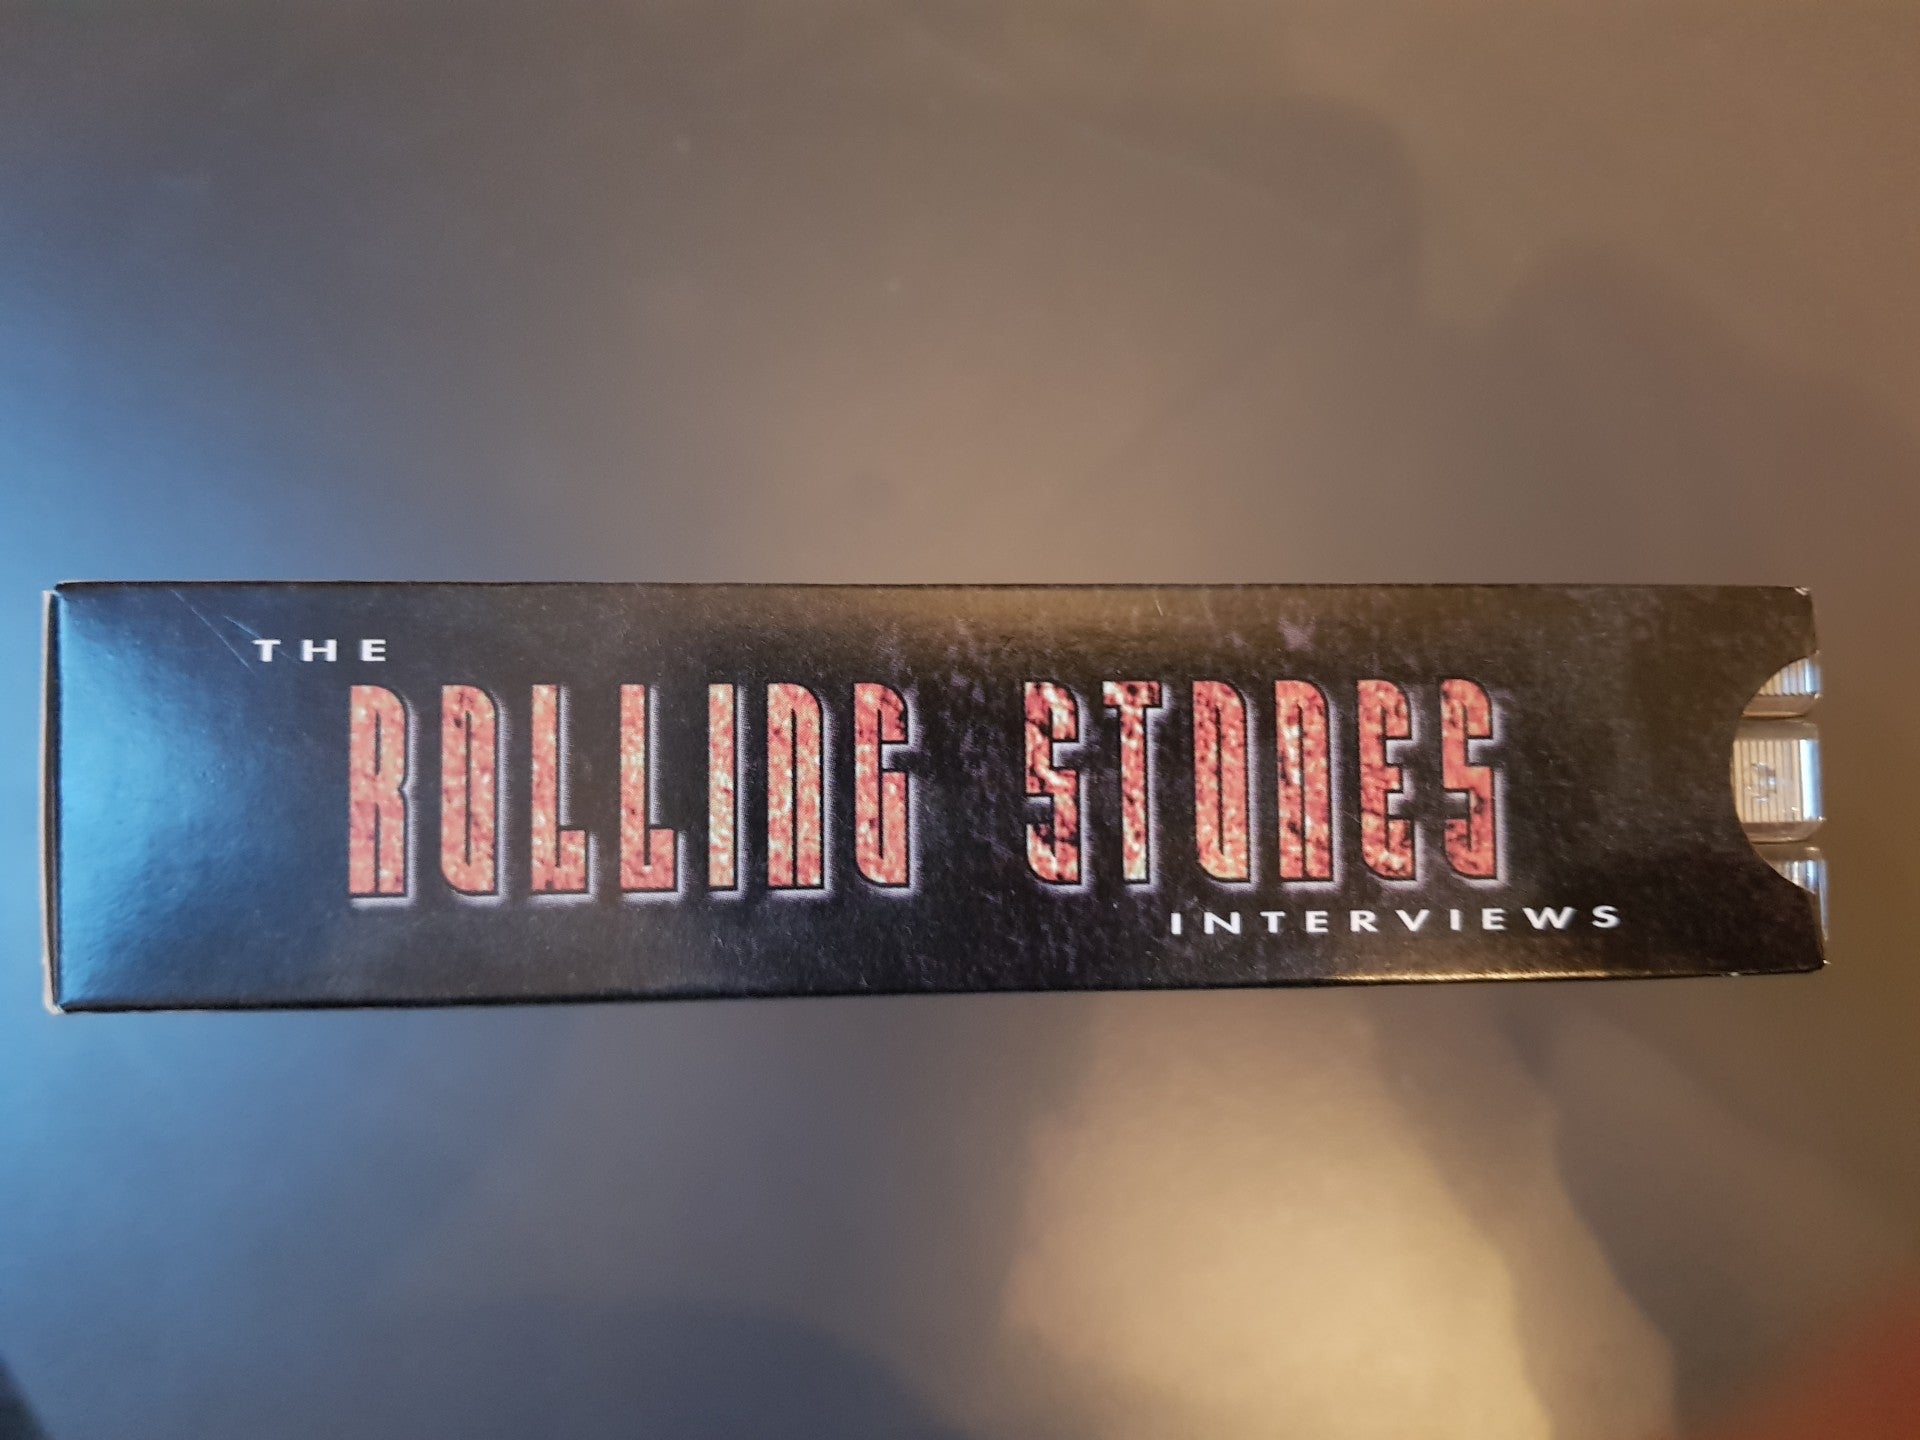 THE
ROLLING STONES
INTERVIEWS